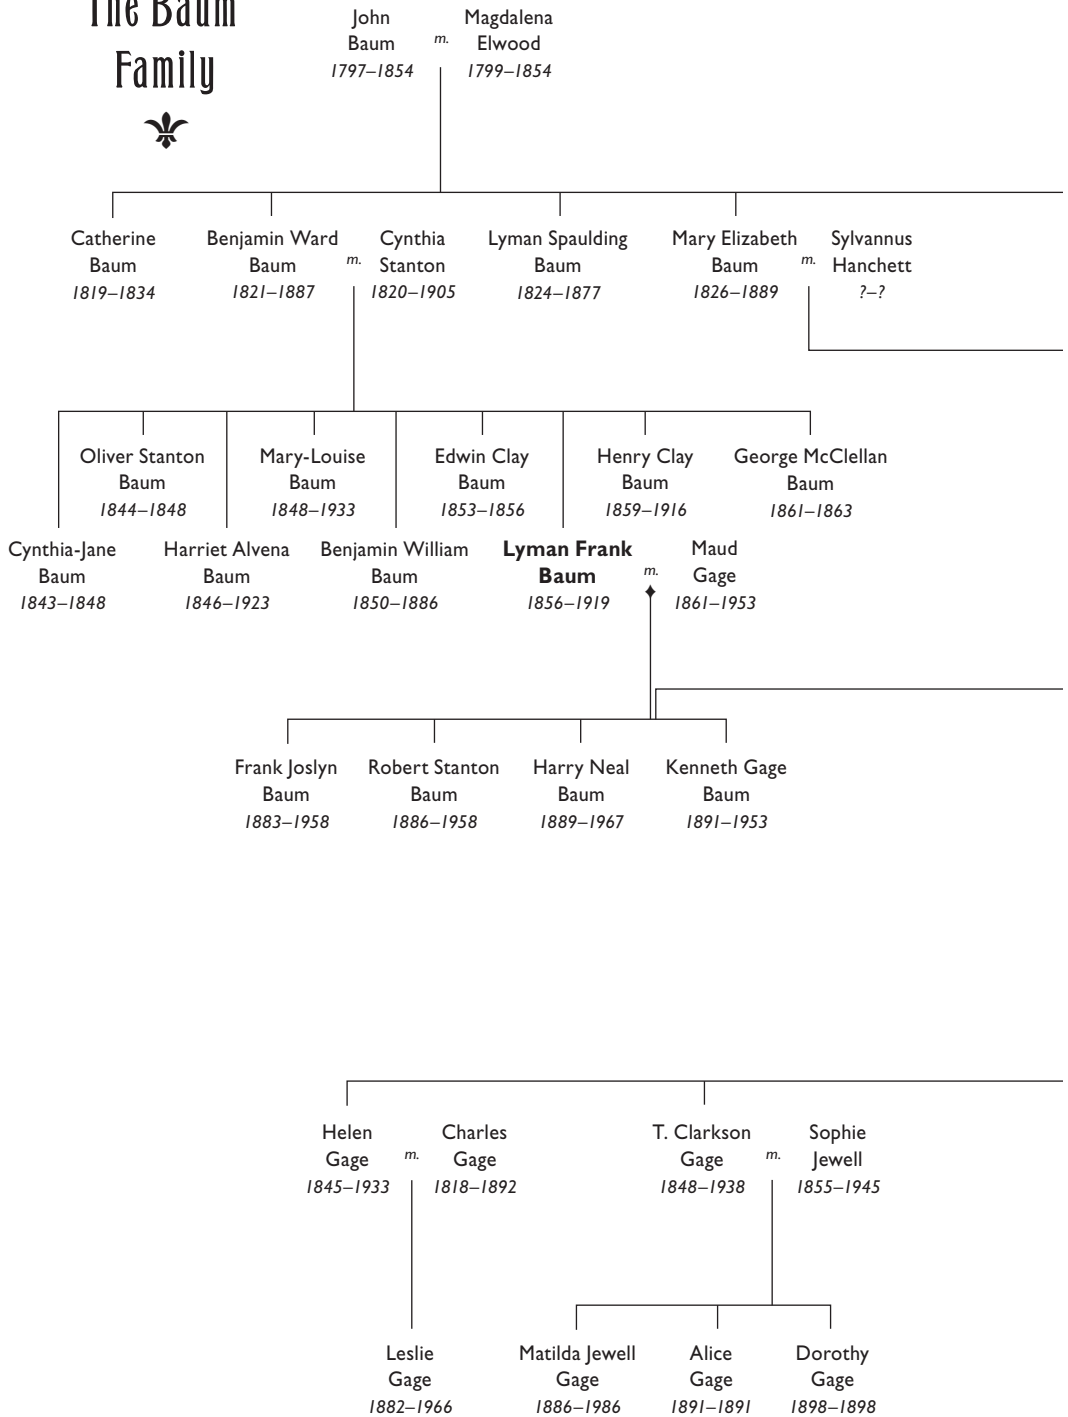 The Baum
Family
John
Baum
1797–1854
m.
Magdalena
Elwood
1799–1854
Catherine
Baum
1819–1834
Benjamin Ward
Baum
1821–1887
m.
Cynthia
Stanton
1820–1905
Lyman Spaulding
Baum
1824–1877
Mary Elizabeth
Baum
1826–1889
m.
Sylvannus
Hanchett
?–?
Oliver Stanton
Baum
1844–1848
Mary-Louise
Baum
1848–1933
Edwin Clay
Baum
1853–1856
Henry Clay
Baum
1859–1916
George McClellan
Baum
1861–1863
Cynthia-Jane
Baum
1843–1848
Harriet Alvena
Baum
1846–1923
Benjamin William
Baum
1850–1886
Lyman Frank
Baum
1856–1919
m.
Maud
Gage
1861–1953
Frank Joslyn
Baum
1883–1958
Robert Stanton
Baum
1886–1958
Harry Neal
Baum
1889–1967
Kenneth Gage
Baum
1891–1953
Helen
Gage
1845–1933
m.
Charles
Gage
1818–1892
T. Clarkson
Gage
1848–1938
m.
Sophie
Jewell
1855–1945
Leslie
Gage
1882–1966
Matilda Jewell
Gage
1886–1986
Alice
Gage
1891–1891
Dorothy
Gage
1898–1898